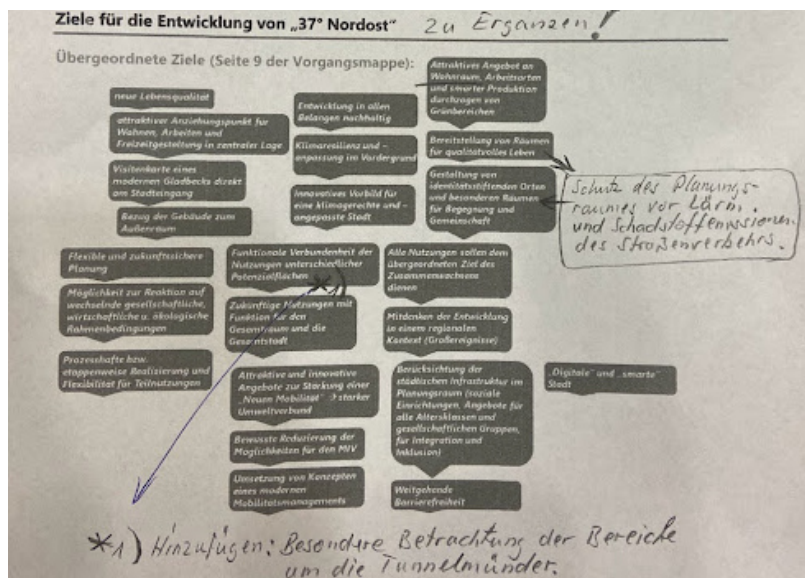 Ziele für die Entwicklung von „37° Nordost“
zu Ergänzen!
Übergeordnete Ziele (Seite 9 der Vorgangsmappe):
neue Lebensqualität
attraktiver Anziehungspunkt für
Wohnen, Arbeiten und
Freizeitgestaltung in zentraler Lage
Visitenkarte eines
modernen Gladbecks direkt
am Stadteingang
Bezug der Gebäude zum
Außenraum
Entwicklung in allen
Belangen nachhaltig
Klimaresilienz und –
anpassung im Vordergrund
Innovatives Vorbild für
eine klimagerechte und –
angepasste Stadt
Attraktives Angebot an
Wohnraum, Arbeitsorten
und smarter Produktion
durchzogen von
Grünbereichen
Bereitstellung von Räumen
für qualitätvolles Leben
Gestaltung von
identitätsstiftenden Orten
und besonderen Räumen
für Begegnung und
Gemeinschaft
Schutz des Planungs-
raumes vor Lärm.
und Schadstoffemissionen
des Straßenverkehrs.
Flexible und zukunftssichere
Planung
Möglichkeit zur Reaktion auf
wechselnde gesellschaftliche,
wirtschaftliche u. ökologische
Rahmenbedingungen
Prozesshafte bzw.
etappenweise Realisierung und
Flexibilität für Teilnutzungen
Funktionale Verbundenheit der
Nutzungen unterschiedlicher
Potenzialflächen
*1)
Zukünftige Nutzungen mit
Funktion für den
Gesamtraum und die
Gesamtstadt
Attraktive und innovative
Angebote zur Stärkung einer
„Neuen Mobilität“ → starker
Umweltverbund
Bewusste Reduzierung der
Möglichkeiten für den MIV
Umsetzung von Konzepten
eines modernen
Mobilitätsmanagements
Alle Nutzungen sollen dem
übergeordneten Ziel des
Zusammenwachsens
dienen
Mitdenken der Entwicklung
in einem regionalen
Kontext (Großereignisse)
Berücksichtigung der
städtischen Infrastruktur im
Planungsraum (soziale
Einrichtungen, Angebote für
alle Altersklassen und
gesellschaftlichen Gruppen,
für Integration und
Inklusion)
Weitgehende
Barrierefreiheit
„Digitale“ und „smarte“
Stadt
*1) Hinzufügen: Besondere Betrachtung der Bereiche
um die Tunnelmünder.